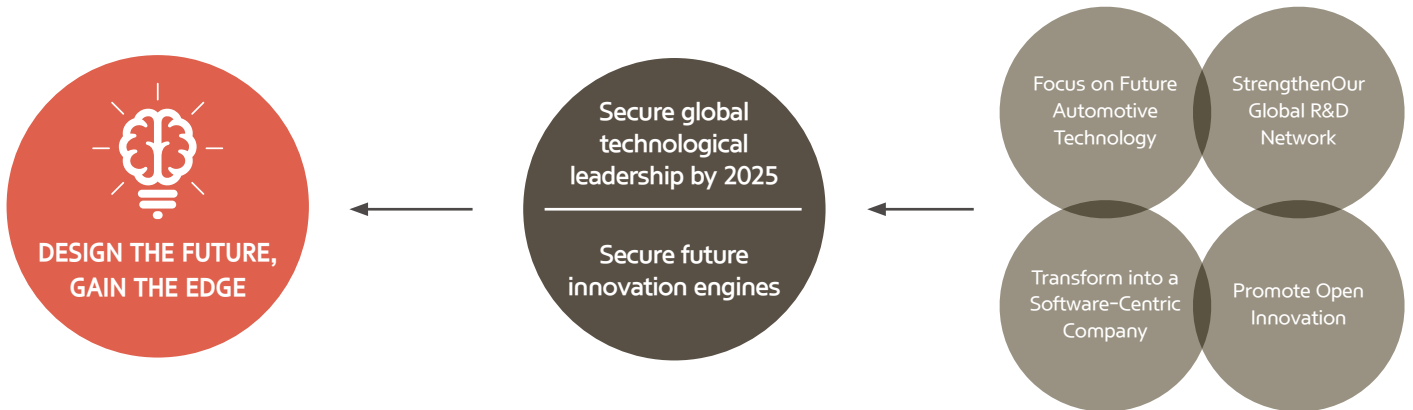 DESIGN THE FUTURE,
GAIN THE EDGE
Secure global
technological
leadership by 2025
Secure future
innovation engines
Focus on Future
Automotive
Technology
StrengthenOur
Global R&D
Network
Transform into a
Software-Centric
Company
Promote Open
Innovation